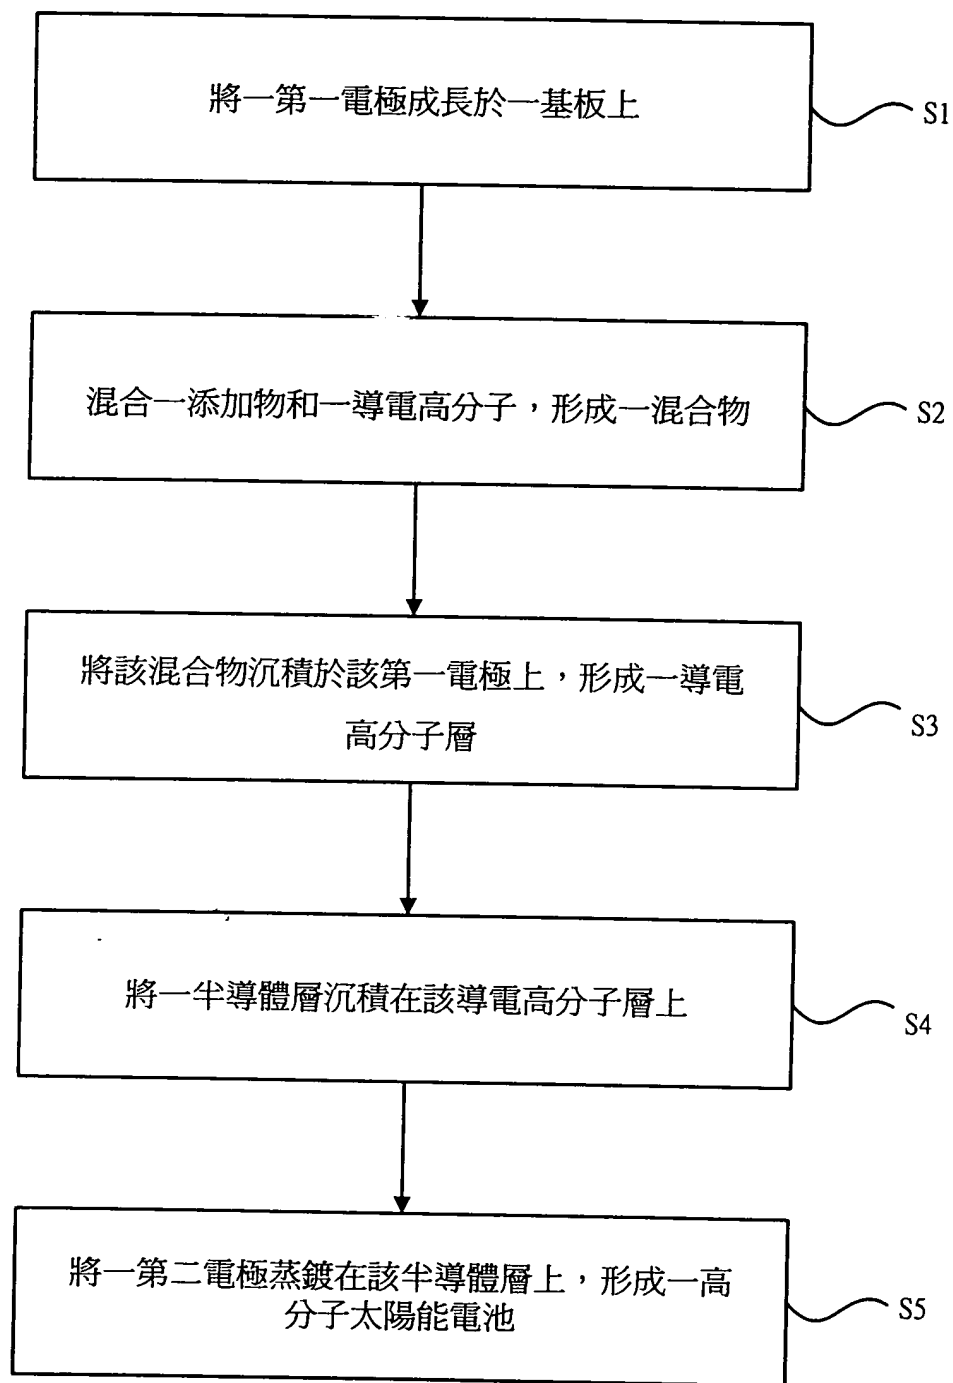 將一第一電極成長於一基板上
S1
混合一添加物和一導電高分子，形成一混合物
S2
將該混合物沉積於該第一電極上，形成一導電
高分子層
S3
將一半導體層沉積在該導電高分子層上
S4
將一第二電極蒸鍍在該半導體層上，形成一高
分子太陽能電池
S5